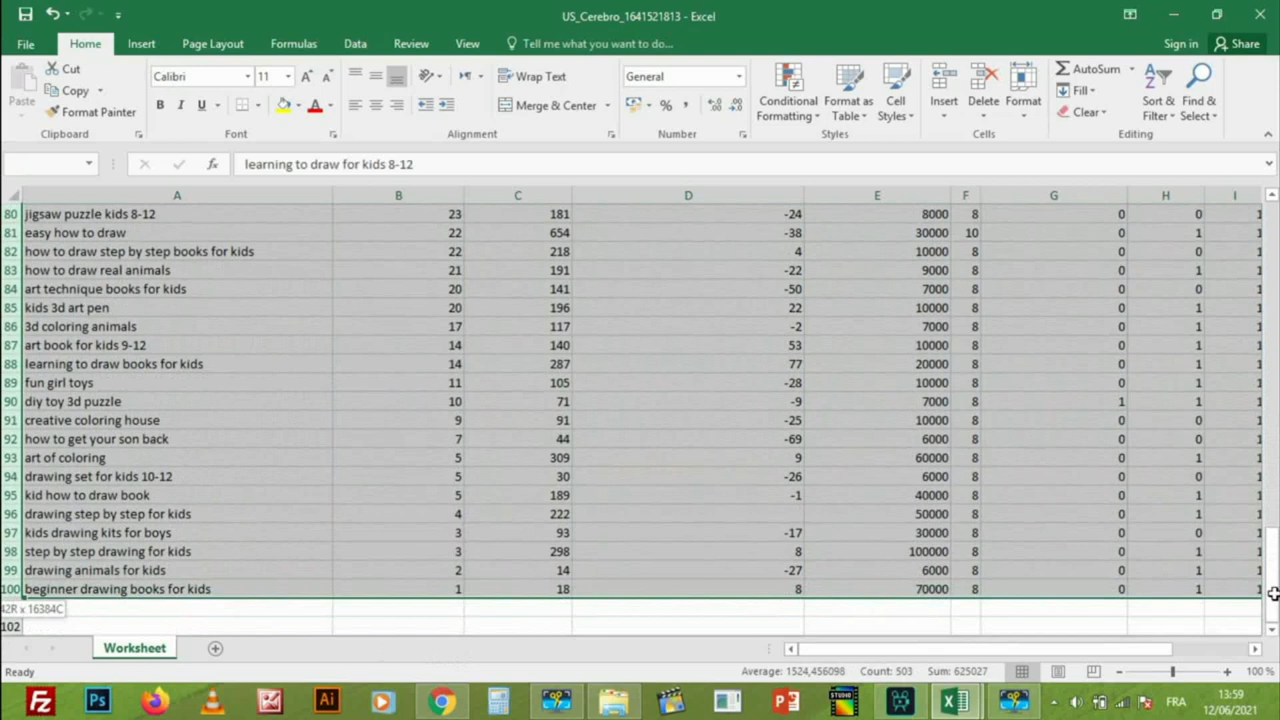 US_Cerebro_1641521813 - Excel
File Home Insert Page Layout Formulas Data Review View Tell me what you want to do... Sign in Share
Paste Cut Copy Format Painter Clipboard
Calibri 11 B I U A Font
Wrap Text Merge & Center Alignment
General % , Number
Conditional Formatting Format as Table Cell Styles Styles
Insert Delete Format Cells
AutoSum Fill Clear Sort & Filter Find & Select Editing
fx learning to draw for kids 8-12
A B C D E F G H I
80 jigsaw puzzle kids 8-12 23 181 -24 8000 8 0 0 1
81 easy how to draw 22 654 -38 30000 10 0 1 1
82 how to draw step by step books for kids 22 218 4 10000 8 0 0 1
83 how to draw real animals 21 191 -22 9000 8 0 1 1
84 art technique books for kids 20 141 -50 7000 8 0 0 1
85 kids 3d art pen 20 196 22 10000 8 0 1 1
86 3d coloring animals 17 117 -2 7000 8 0 1 1
87 art book for kids 9-12 14 140 53 10000 8 0 1 1
88 learning to draw books for kids 14 287 77 20000 8 0 1 1
89 fun girl toys 11 105 -28 10000 8 0 1 1
90 diy toy 3d puzzle 10 71 -9 7000 8 1 1 1
91 creative coloring house 9 91 -25 10000 8 0 0 1
92 how to get your son back 7 44 -69 6000 8 0 0 1
93 art of coloring 5 309 9 60000 8 0 1 1
94 drawing set for kids 10-12 5 30 -26 6000 8 0 0 1
95 kid how to draw book 5 189 -1 40000 8 0 1 1
96 drawing step by step for kids 4 222 50000 8 0 1 1
97 kids drawing kits for boys 3 93 -17 30000 8 0 0 1
98 step by step drawing for kids 3 298 8 100000 8 0 1 1
99 drawing animals for kids 2 14 -27 6000 8 0 1 1
100 beginner drawing books for kids 1 18 8 70000 8 0 1 1
42R x 16384C
102
Worksheet
Ready Average: 1524,456098 Count: 503 Sum: 625027 100 %
Fz Ps Ai STUDIO FRA 13:59
12/06/2021